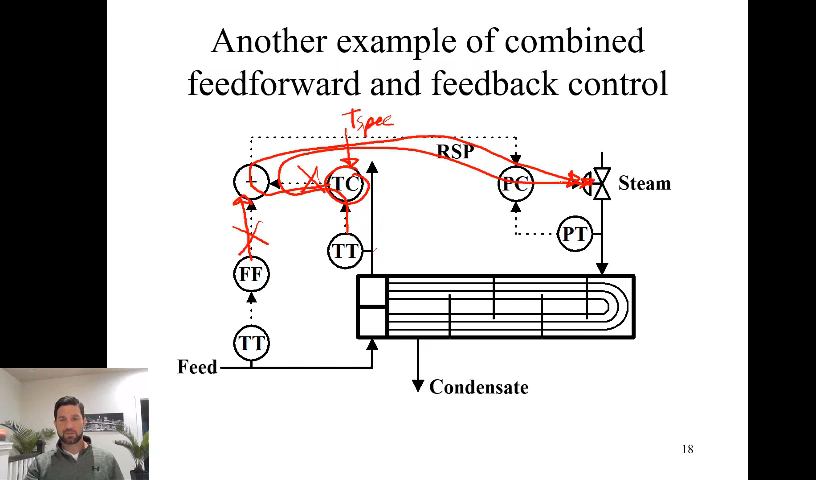 Another example of combined
feedforward and feedback control
Tspec
RSP
+
TC
PC
Steam
TT
PT
FF
TT
Feed
Condensate
18